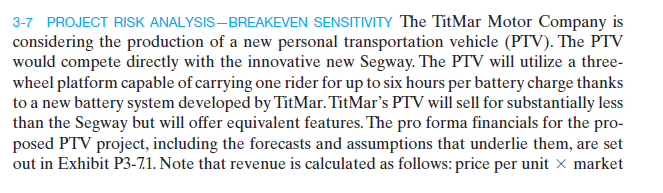 3-7 PROJECT RISK ANALYSIS—BREAKEVEN SENSITIVITY The TitMar Motor Company is
considering the production of a new personal transportation vehicle (PTV). The PTV
would compete directly with the innovative new Segway. The PTV will utilize a three-
wheel platform capable of carrying one rider for up to six hours per battery charge thanks
to a new battery system developed by TitMar. TitMar's PTV will sell for substantially less
than the Segway but will offer equivalent features. The pro forma financials for the pro-
posed PTV project, including the forecasts and assumptions that underlie them, are set
out in Exhibit P3-7.1. Note that revenue is calculated as follows: price per unit × market